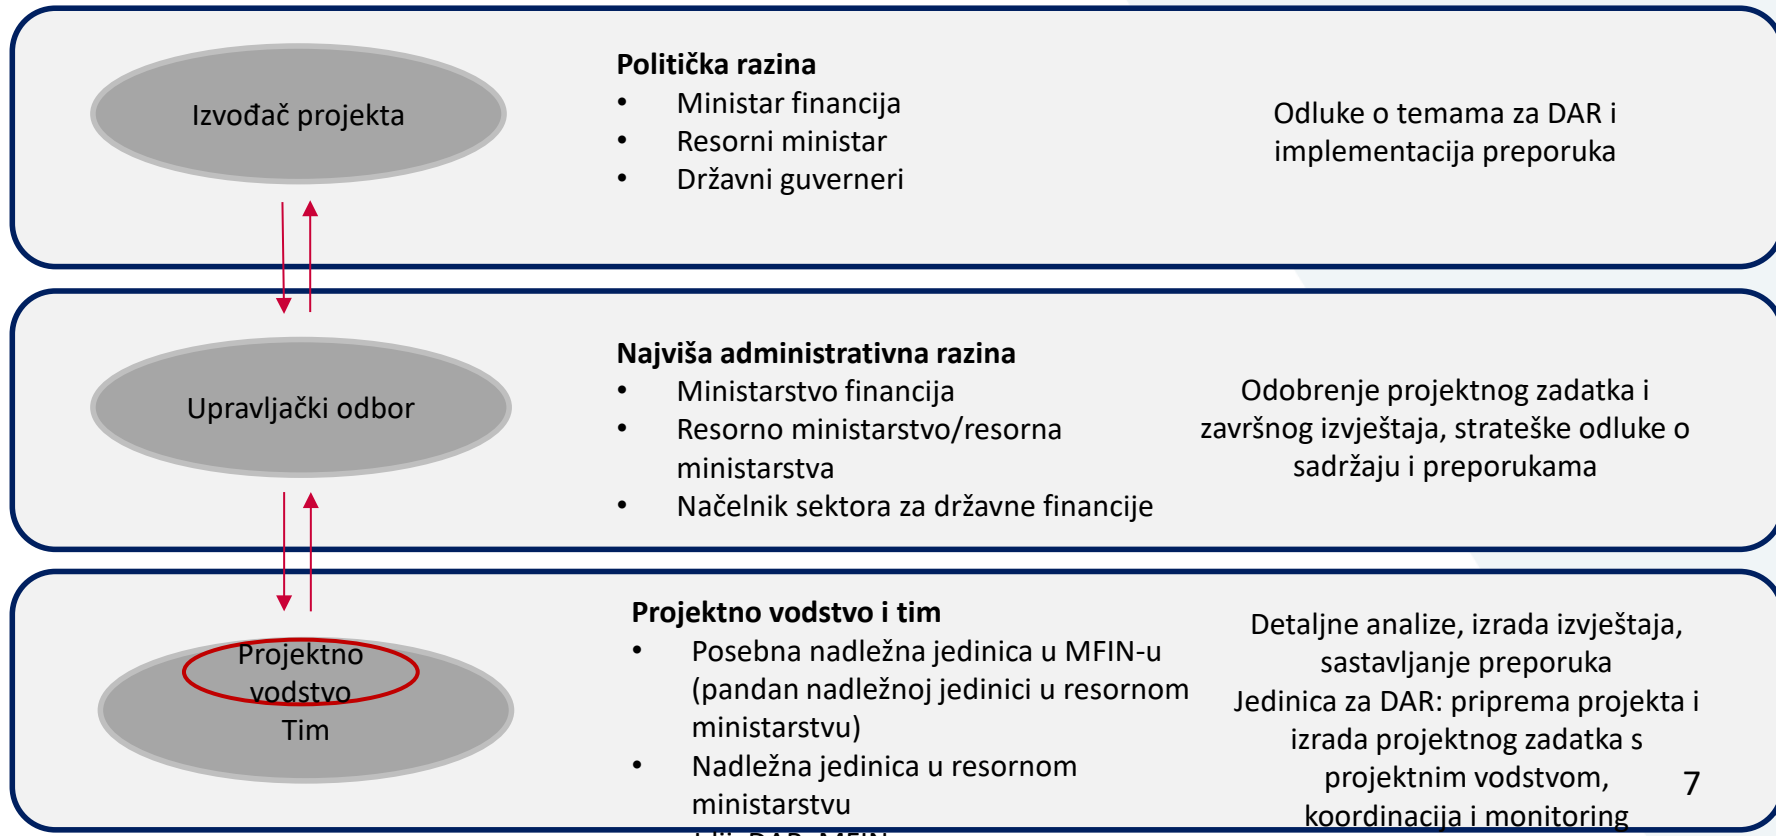 Izvođač projekta
Politička razina
• Ministar financija
• Resorni ministar
• Državni guverneri
Odluke o temama za DAR i
implementacija preporuka
Upravljački odbor
Najviša administrativna razina
• Ministarstvo financija
• Resorno ministarstvo/resorna
ministarstva
• Načelnik sektora za državne financije
Odobrenje projektnog zadatka i
završnog izvještaja, strateške odluke o
sadržaju i preporukama
Projektno
vodstvo
Tim
Projektno vodstvo i tim
• Posebna nadležna jedinica u MFIN-u
(pandan nadležnoj jedinici u resornom
ministarstvu)
• Nadležna jedinica u resornom
ministarstvu
DAR, MFIN
Detaljne analize, izrada izvještaja,
sastavljanje preporuka
Jedinica za DAR: priprema projekta i
izrada projektnog zadatka s
projektnim vodstvom,
koordinacija i monitoring
7